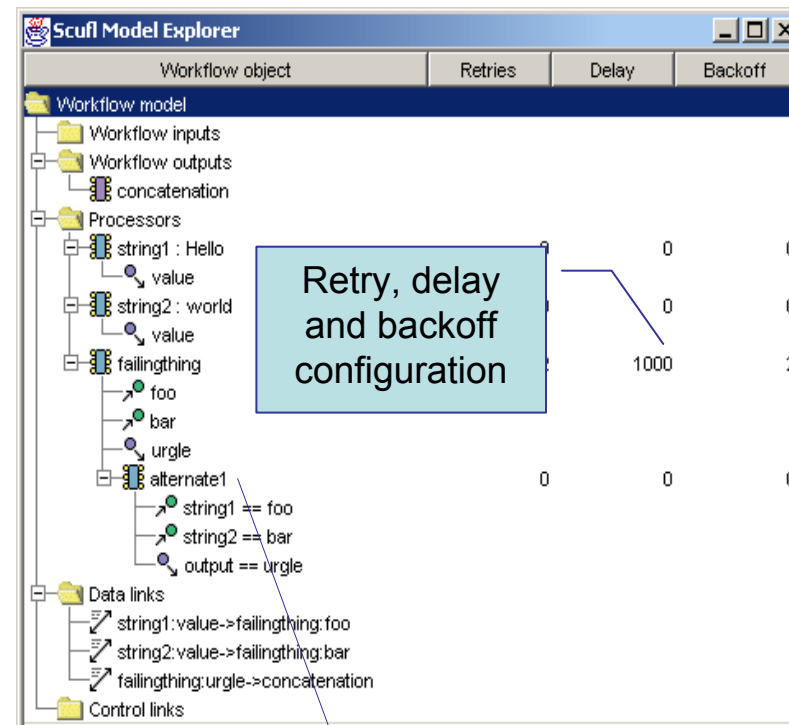 Scufl Model Explorer
Workflow object Retries Delay Backoff
Workflow model
Workflow inputs
Workflow outputs
concatenation
Processors
string1 : Hello 0
value
string2 : world 0
value
failingthing 1000
foo
bar
urgle
alternate1 0 0
string1 == foo
string2 == bar
output == urgle
Data links
string1:value->failingthing:foo
string2:value->failingthing:bar
failingthing:urgle->concatenation
Control links
Retry, delay
and backoff
configuration